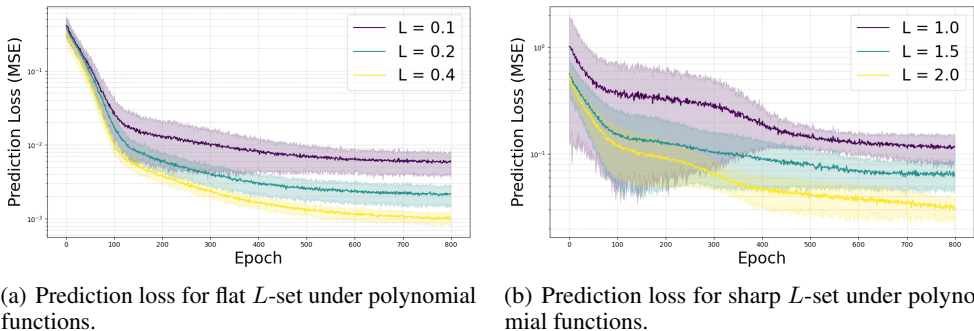 L = 0.1
L = 0.2
L = 0.4
Prediction Loss (MSE)
10⁻¹
10⁻²
10⁻³
0 100 200 300 400 500 600 700 800
Epoch
L = 1.0
L = 1.5
L = 2.0
Prediction Loss (MSE)
10⁰
10⁻¹
0 100 200 300 400 500 600 700 800
Epoch
(a) Prediction loss for flat L-set under polynomial
functions.
(b) Prediction loss for sharp L-set under polyno-
mial functions.